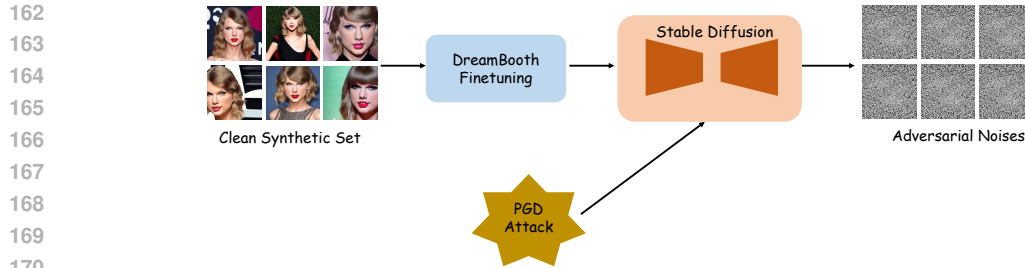 162
163
164
165
166
167
168
169
170
Stable Diffusion
DreamBooth
Finetuning
Clean Synthetic Set
Adversarial Noises
PGD
Attack